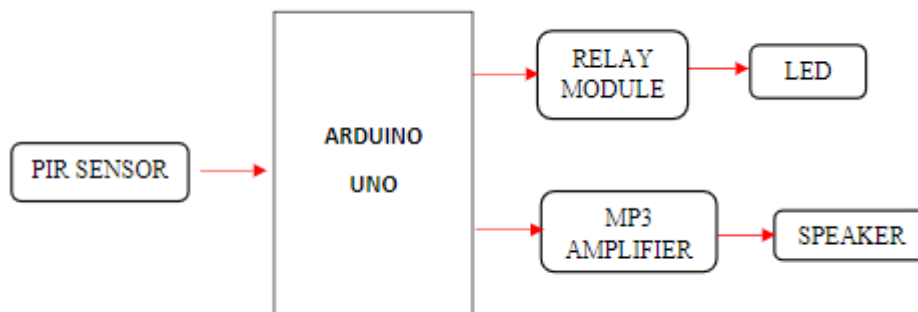 PIR SENSOR
ARDUINO
UNO
RELAY
MODULE
LED
MP3
AMPLIFIER
SPEAKER